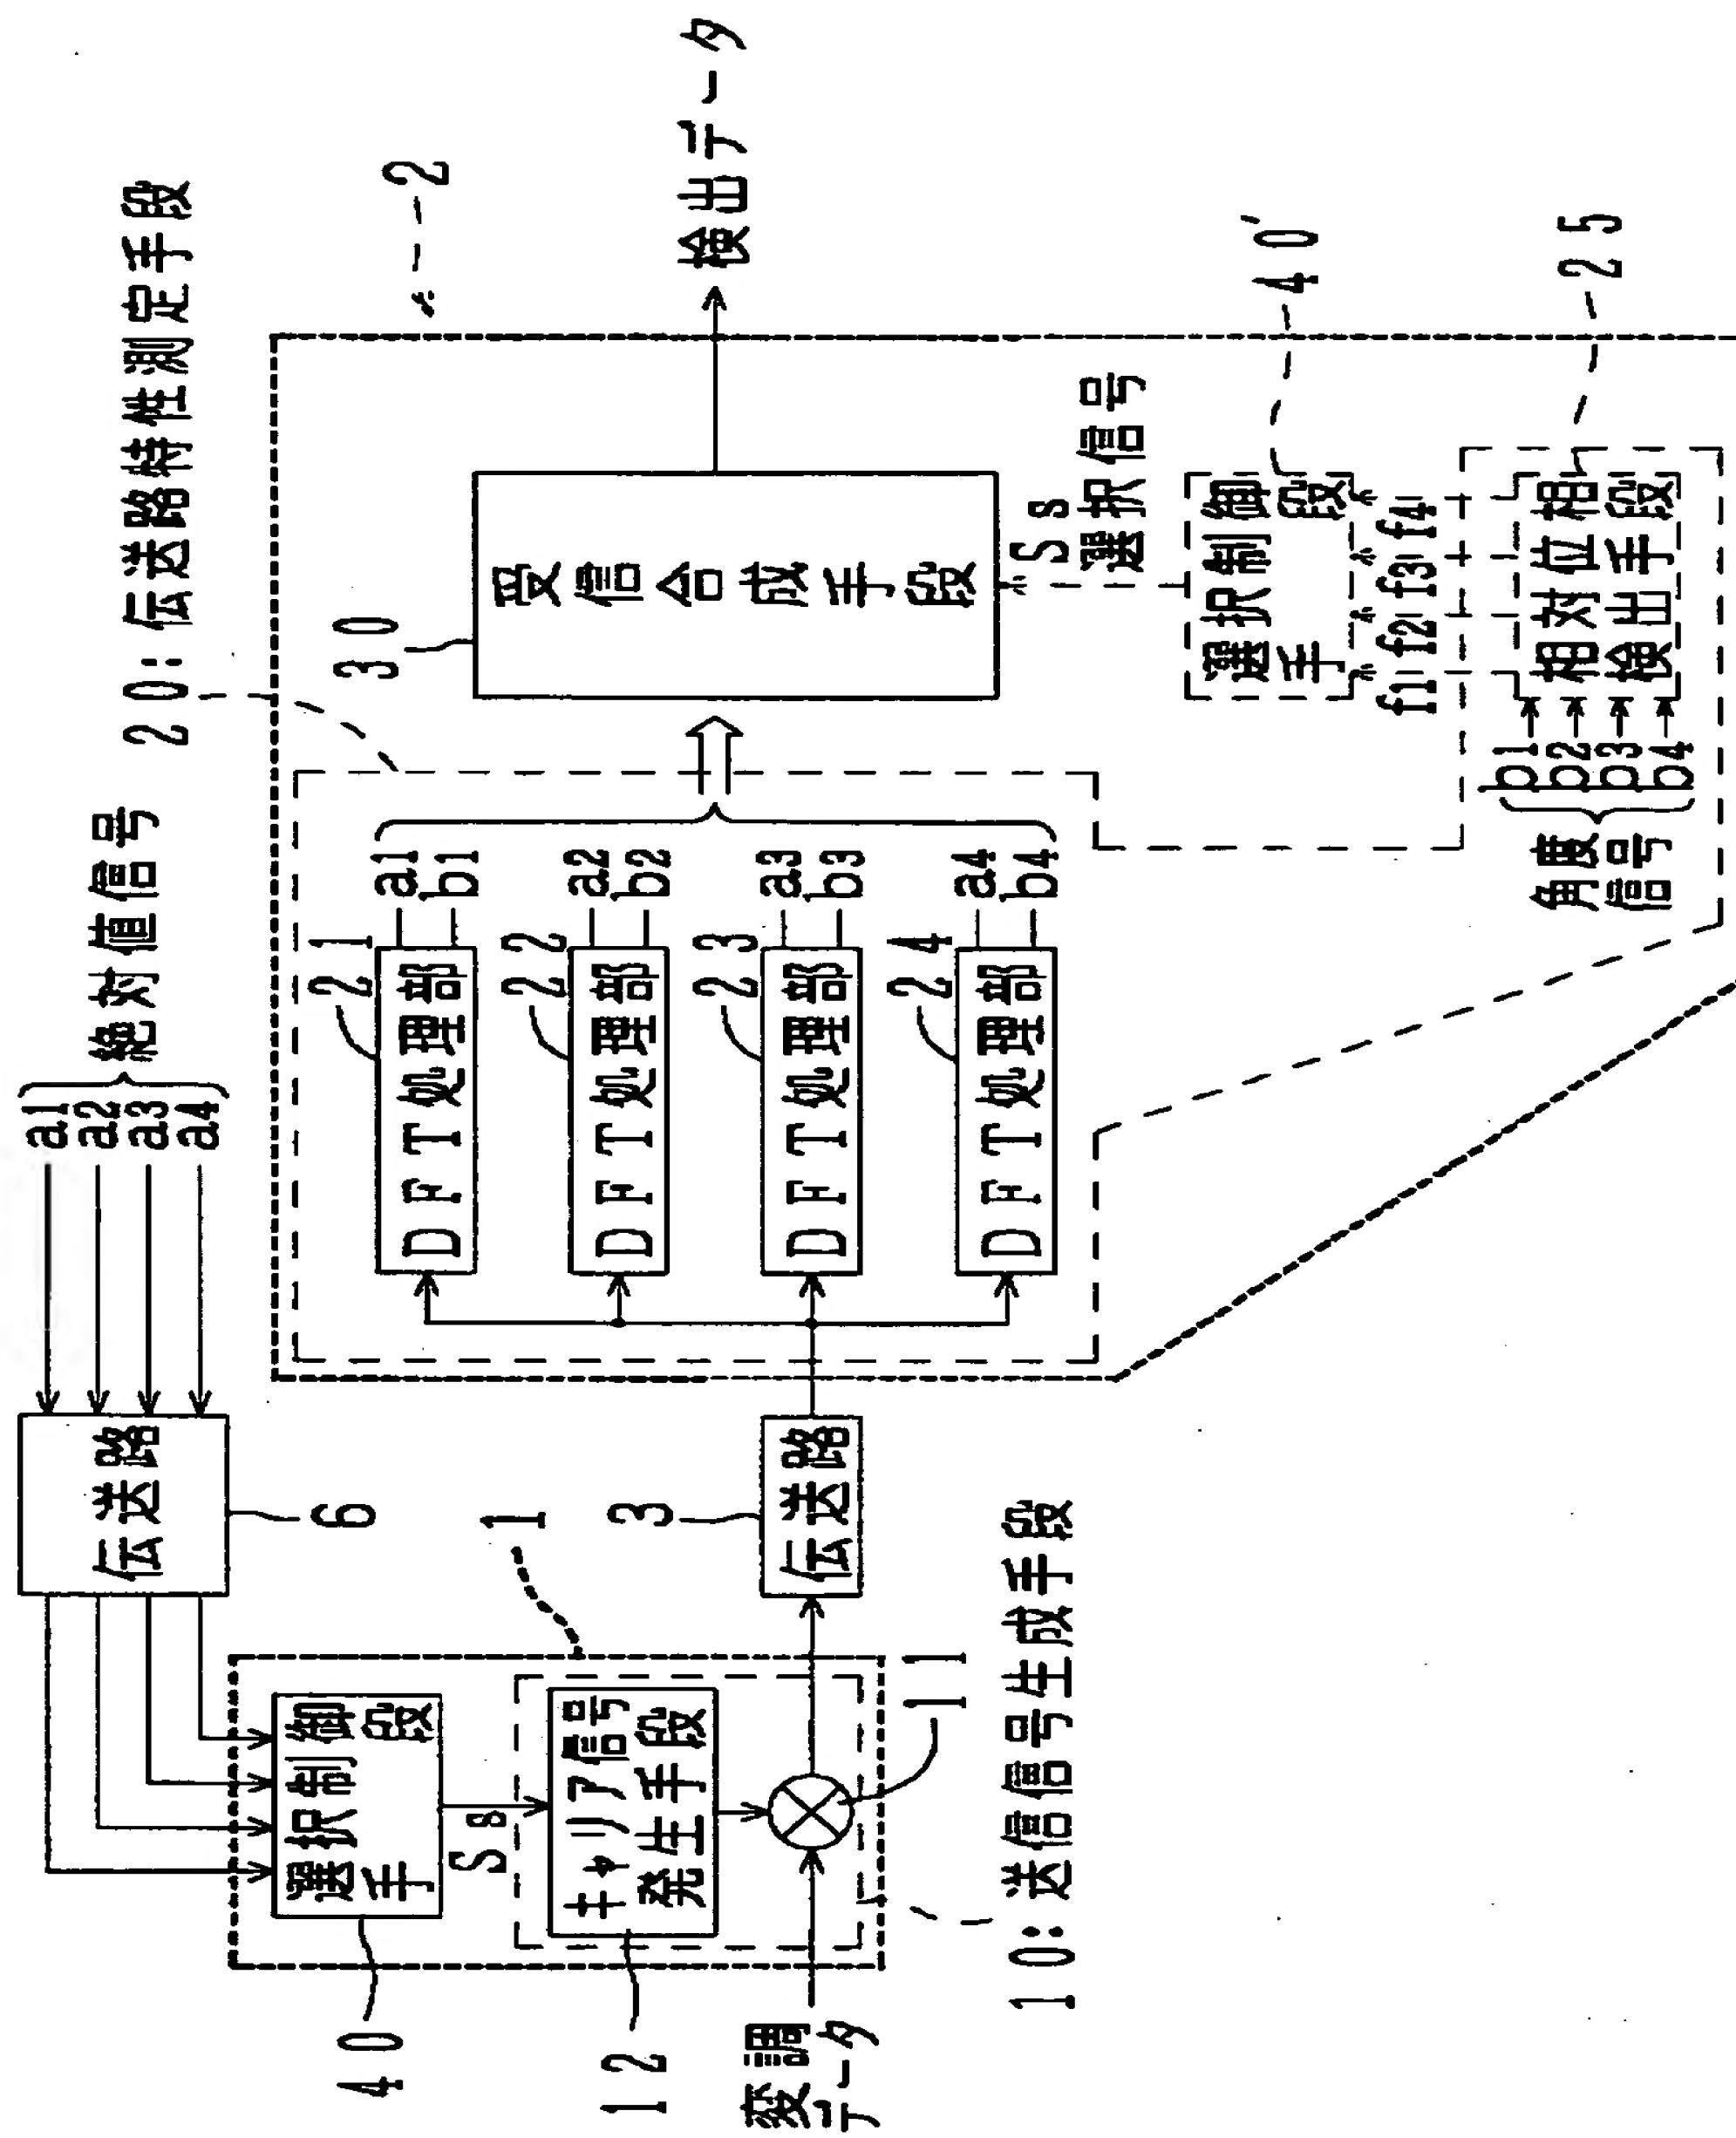 絶対値信号
a1
a2
a3
a4
伝送路
6
20:伝送路特性測定手段
2
1
40
選択制御
手段
Ss
12
キャリア信号
発生手段
11
変調
データ
10:送信信号生成手段
3
伝送路
21
DFT処理部
a1
b1
22
DFT処理部
a2
b2
23
DFT処理部
a3
b3
24
DFT処理部
a4
b4
30
受信合成手段
検出データ
Ss
選択信号
40'
選択制御
手段
f1 f2 f3 f4
25
相対位相
検出手段
b1
b2
b3
b4
角度
信号